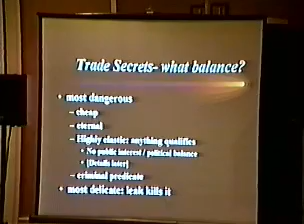 Trade Secrets- what balance?
• most dangerous
– cheap
– eternal
– Highly elastic: anything qualifies
• No public interest / political balance
• [Details later]
– criminal predicate
• most delicate: leak kills it